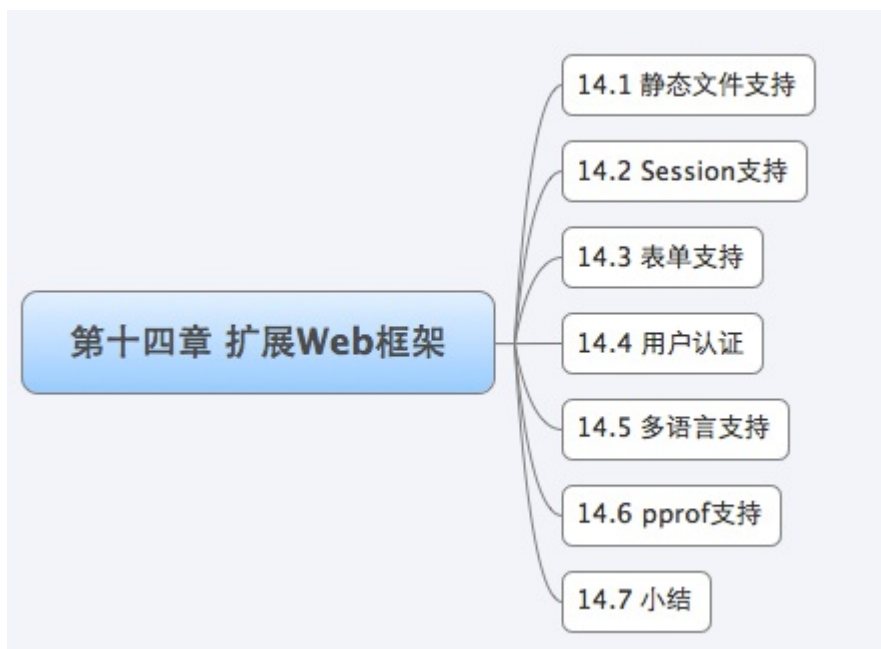 第十四章 扩展Web框架
14.1 静态文件支持
14.2 Session支持
14.3 表单支持
14.4 用户认证
14.5 多语言支持
14.6 pprof支持
14.7 小结